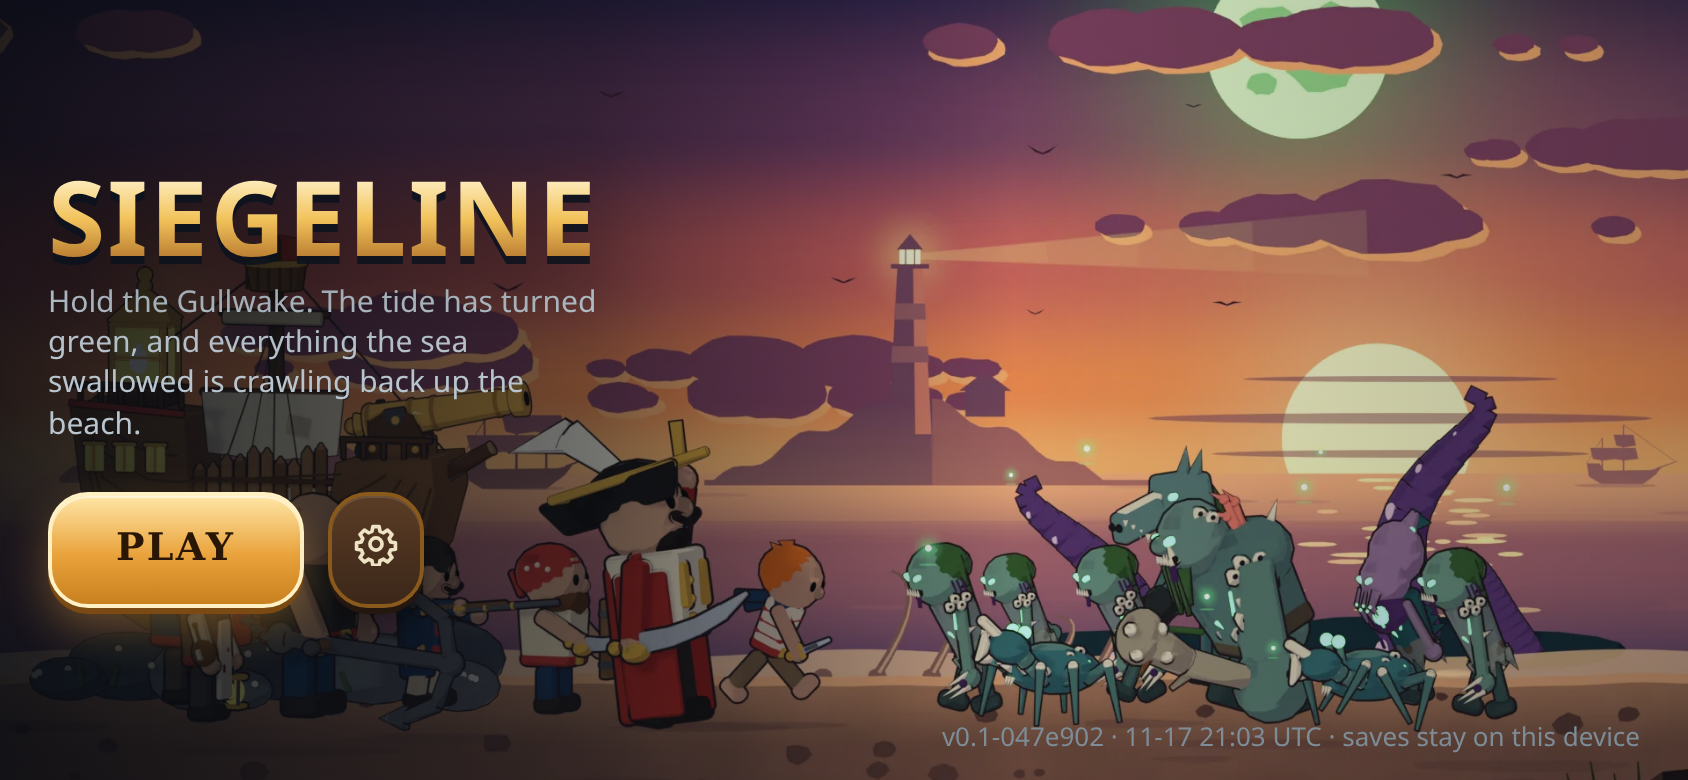 SIEGELINE
Hold the Gullwake. The tide has turned
green, and everything the sea
swallowed is crawling back up the
beach.
PLAY
v0.1-047e902 · 11-17 21:03 UTC · saves stay on this device